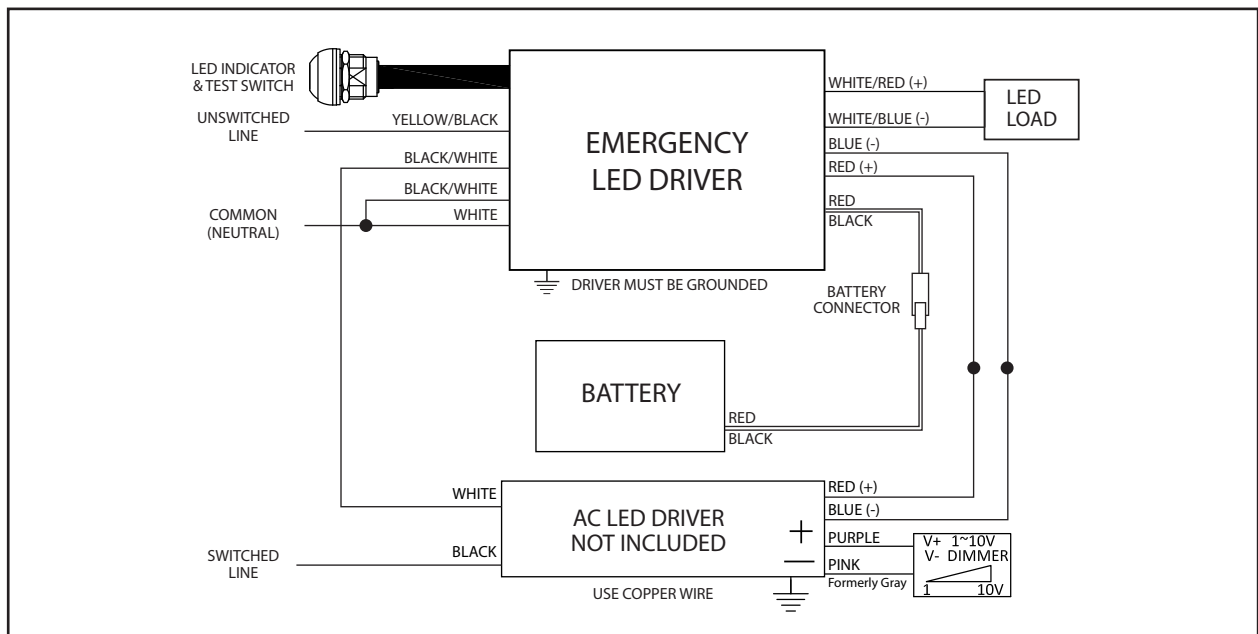 LED INDICATOR
& TEST SWITCH
UNSWITCHED
LINE
YELLOW/BLACK
BLACK/WHITE
BLACK/WHITE
COMMON
(NEUTRAL)
WHITE
EMERGENCY
LED DRIVER
WHITE/RED (+)
WHITE/BLUE (-)
LED
LOAD
BLUE (-)
RED (+)
RED
BLACK
DRIVER MUST BE GROUNDED
BATTERY
CONNECTOR
BATTERY
RED
BLACK
WHITE
SWITCHED
LINE
BLACK
AC LED DRIVER
NOT INCLUDED
+
—
RED (+)
BLUE (-)
PURPLE
PINK
Formerly Gray
V+ 1~10V
V- DIMMER
1 10V
USE COPPER WIRE